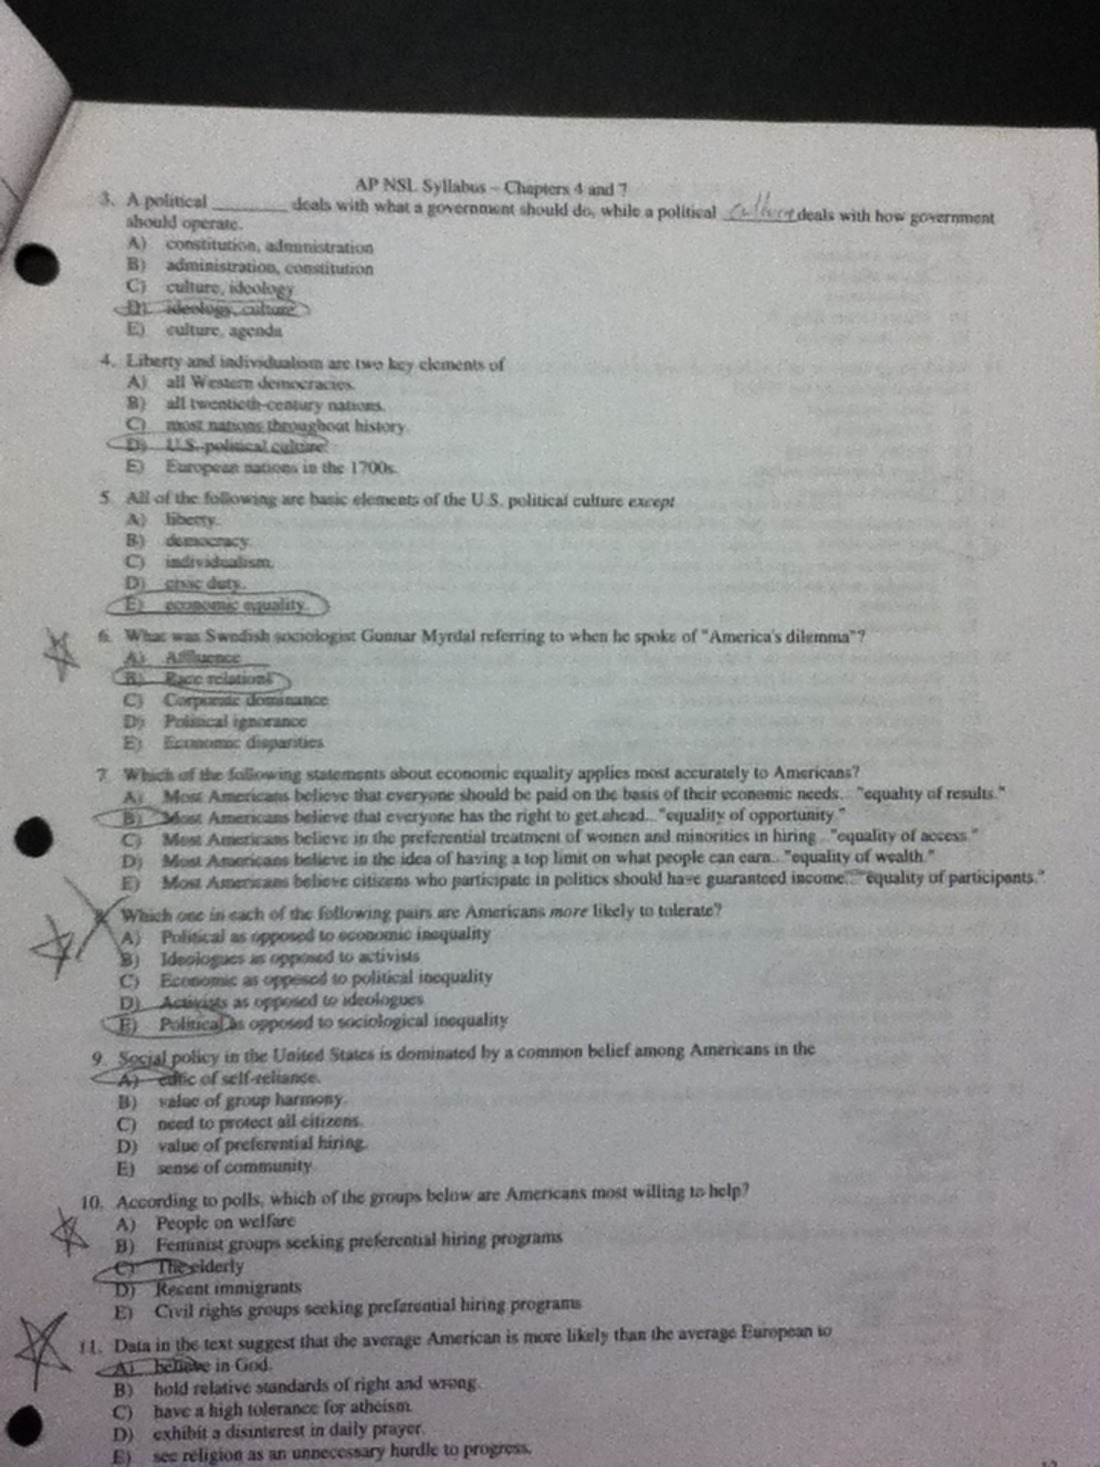 AP NSL Syllabus – Chapters 4 and 7
3. A political ________ deals with what a government should do, while a political culture deals with how government
should operate.
A) constitution, administration
B) administration, constitution
C) culture, ideology
D) ideology, culture
E) culture, agenda
4. Liberty and individualism are two key elements of
A) all Western democracies.
B) all twentieth-century nations.
C) most nations throughout history.
D) U.S. political culture.
E) European nations in the 1700s.
5. All of the following are basic elements of the U.S. political culture except
A) liberty.
B) democracy.
C) individualism.
D) civic duty.
E) economic equality.
6. What was Swedish sociologist Gunnar Myrdal referring to when he spoke of "America's dilemma"?
A) Affluence
B) Race relations
C) Corporate dominance
D) Political ignorance
E) Economic disparities
7. Which of the following statements about economic equality applies most accurately to Americans?
A) Most Americans believe that everyone should be paid on the basis of their economic needs... "equality of results."
B) Most Americans believe that everyone has the right to get ahead... "equality of opportunity."
C) Most Americans believe in the preferential treatment of women and minorities in hiring... "equality of access."
D) Most Americans believe in the idea of having a top limit on what people can earn... "equality of wealth."
E) Most Americans believe citizens who participate in politics should have guaranteed income... "equality of participants."
8. Which one in each of the following pairs are Americans more likely to tolerate?
A) Political as opposed to economic inequality
B) Ideologues as opposed to activists
C) Economic as opposed to political inequality
D) Activists as opposed to ideologues
E) Political as opposed to sociological inequality
9. Social policy in the United States is dominated by a common belief among Americans in the
A) ethic of self-reliance.
B) value of group harmony.
C) need to protect all citizens.
D) value of preferential hiring.
E) sense of community.
10. According to polls, which of the groups below are Americans most willing to help?
A) People on welfare
B) Feminist groups seeking preferential hiring programs
C) The elderly
D) Recent immigrants
E) Civil rights groups seeking preferential hiring programs
11. Data in the text suggest that the average American is more likely than the average European to
A) believe in God.
B) hold relative standards of right and wrong.
C) have a high tolerance for atheism.
D) exhibit a disinterest in daily prayer.
E) see religion as an unnecessary hurdle to progress.